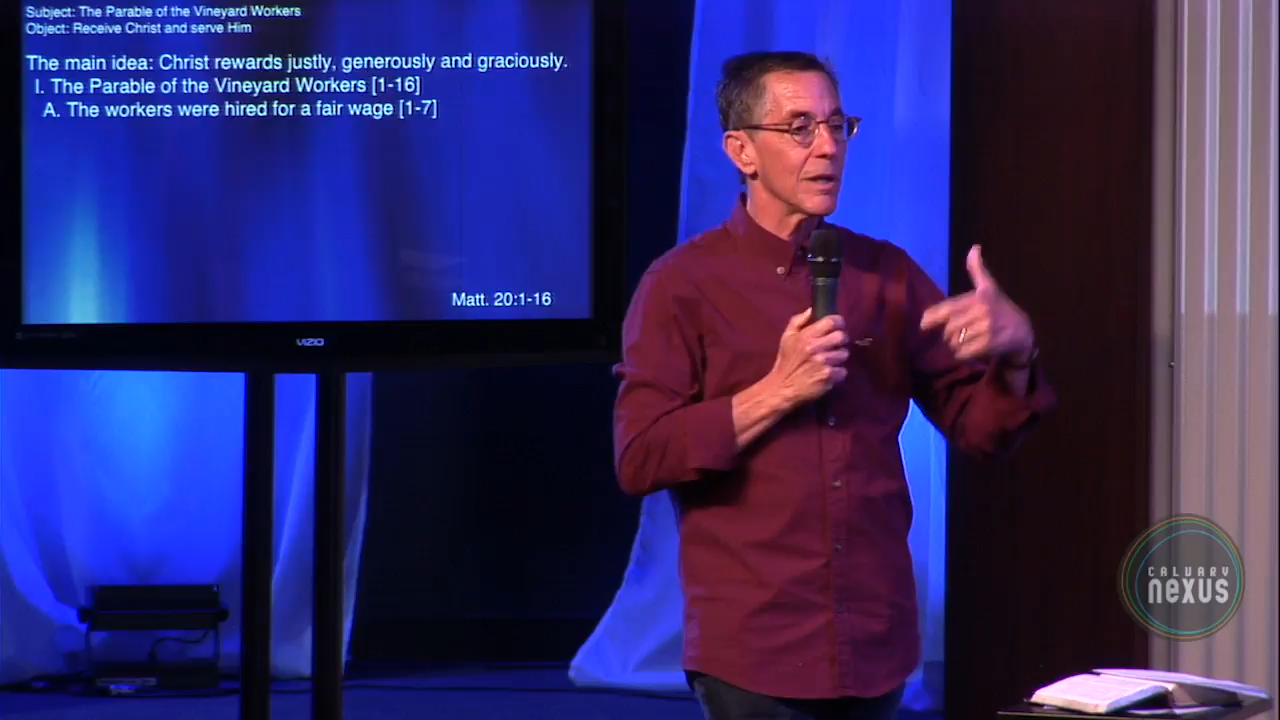 Subject: The Parable of the Vineyard Workers
Object: Receive Christ and serve Him
The main idea: Christ rewards justly, generously and graciously.
I. The Parable of the Vineyard Workers [1-16]
A. The workers were hired for a fair wage [1-7]
Matt. 20:1-16
VIZIO
CALVARY
nexus